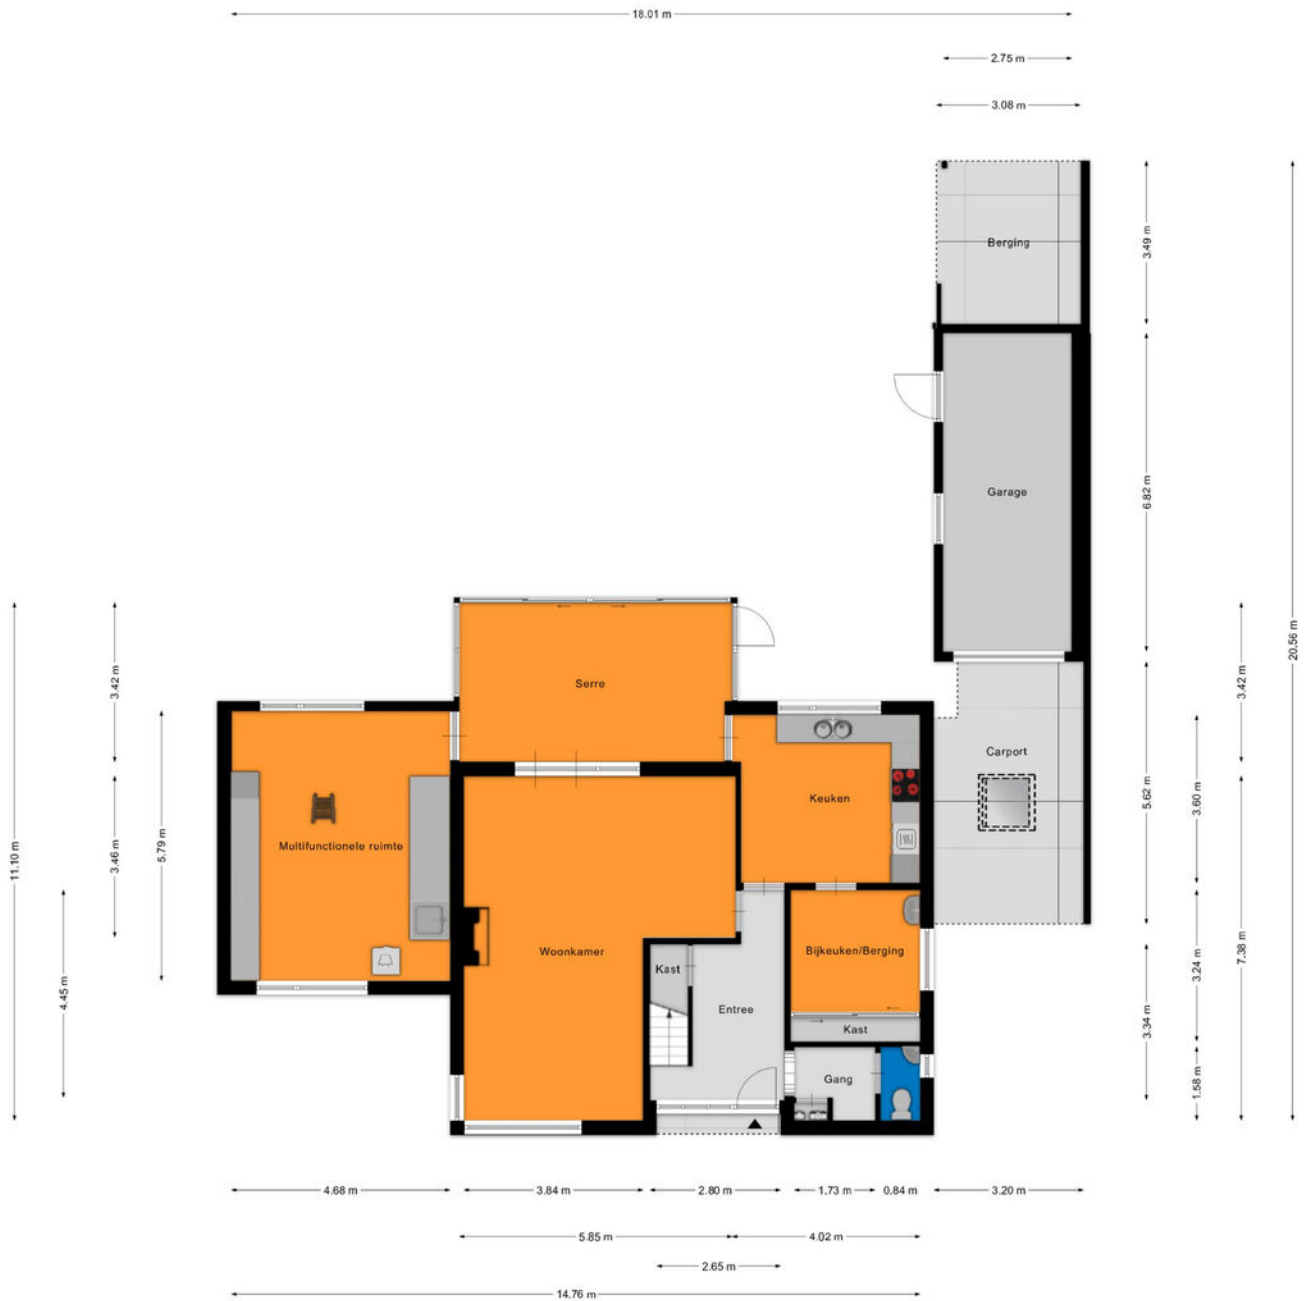 18.01 m
2.75 m
3.08 m
Berging
3.49 m
20.56 m
Garage
6.82 m
Serre
3.42 m
3.42 m
11.10 m
5.79 m
3.46 m
4.45 m
Multifunctionele ruimte
Keuken
Carport
5.62 m
3.60 m
7.38 m
Woonkamer
Kast
Entree
Bijkeuken/Berging
3.24 m
3.34 m
Kast
Gang
1.58 m
4.68 m
3.84 m
2.80 m
1.73 m
0.84 m
3.20 m
5.85 m
4.02 m
2.65 m
14.76 m